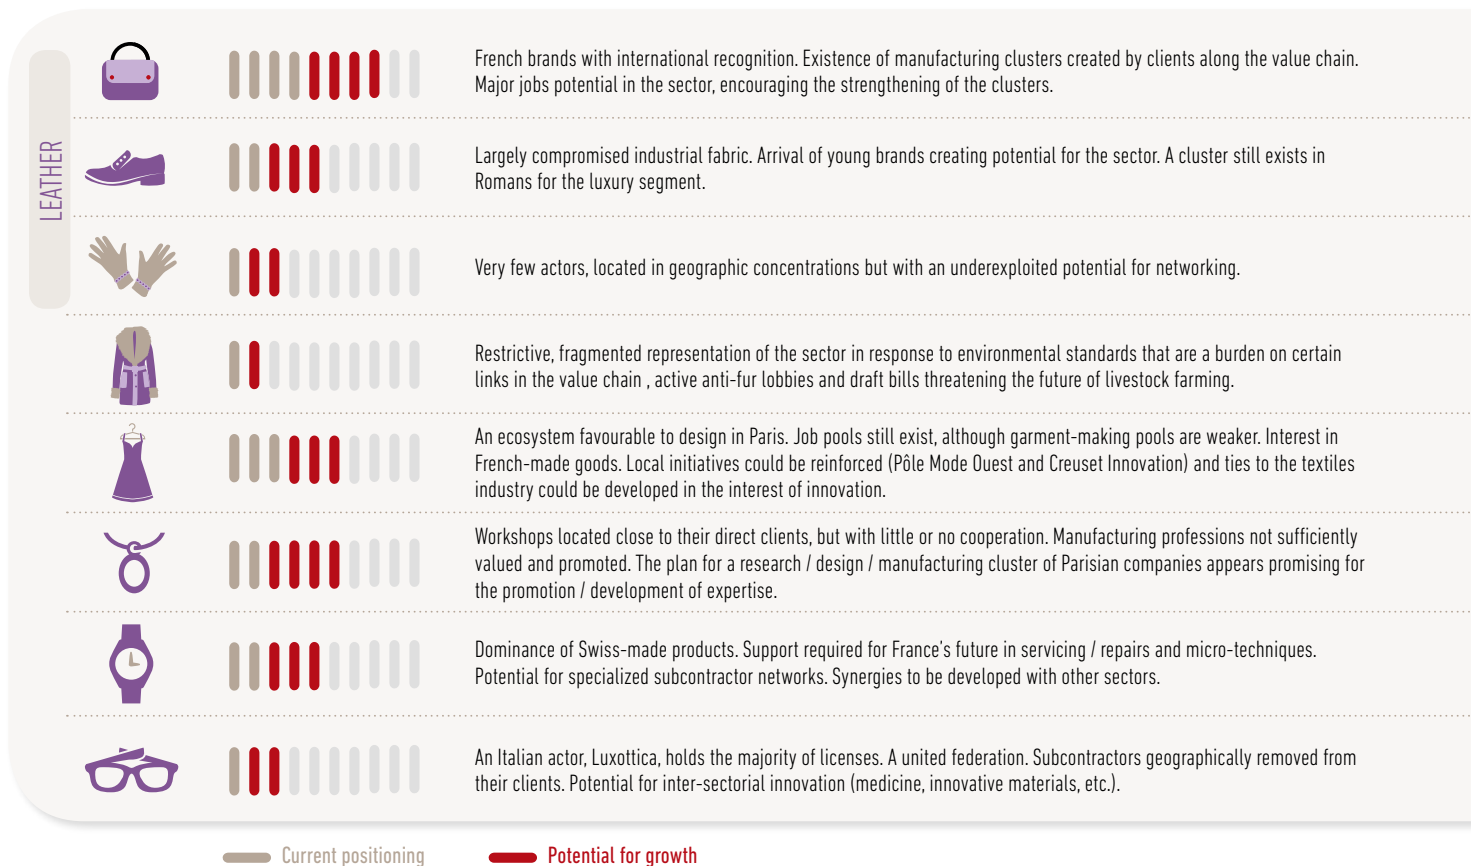 LEATHER
French brands with international recognition. Existence of manufacturing clusters created by clients along the value chain.
Major jobs potential in the sector, encouraging the strengthening of the clusters.
Largely compromised industrial fabric. Arrival of young brands creating potential for the sector. A cluster still exists in
Romans for the luxury segment.
Very few actors, located in geographic concentrations but with an underexploited potential for networking.
Restrictive, fragmented representation of the sector in response to environmental standards that are a burden on certain
links in the value chain , active anti-fur lobbies and draft bills threatening the future of livestock farming.
An ecosystem favourable to design in Paris. Job pools still exist, although garment-making pools are weaker. Interest in
French-made goods. Local initiatives could be reinforced (Pôle Mode Ouest and Creuset Innovation) and ties to the textiles
industry could be developed in the interest of innovation.
Workshops located close to their direct clients, but with little or no cooperation. Manufacturing professions not sufficiently
valued and promoted. The plan for a research / design / manufacturing cluster of Parisian companies appears promising for
the promotion / development of expertise.
Dominance of Swiss-made products. Support required for France's future in servicing / repairs and micro-techniques.
Potential for specialized subcontractor networks. Synergies to be developed with other sectors.
An Italian actor, Luxottica, holds the majority of licenses. A united federation. Subcontractors geographically removed from
their clients. Potential for inter-sectorial innovation (medicine, innovative materials, etc.).
Current positioning
Potential for growth